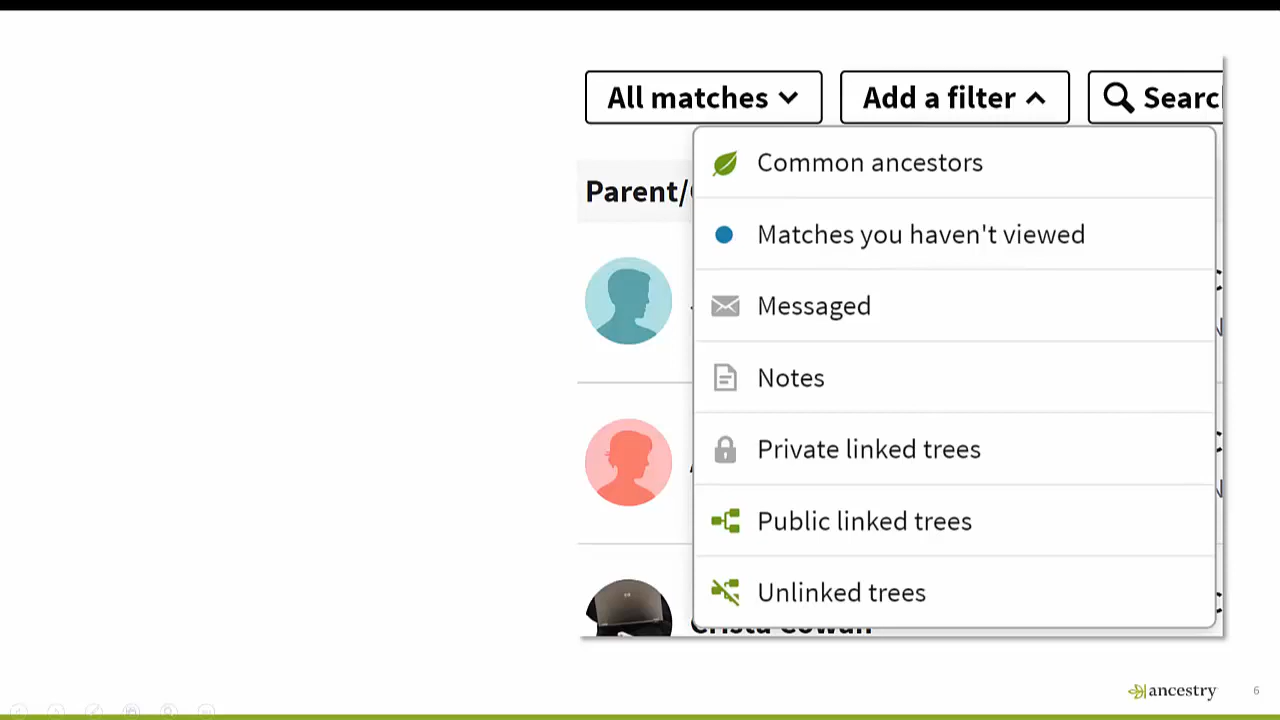 All matches
Add a filter
Searc
Parent/
Common ancestors
Matches you haven't viewed
Messaged
Notes
Private linked trees
Public linked trees
Unlinked trees
ancestry
6